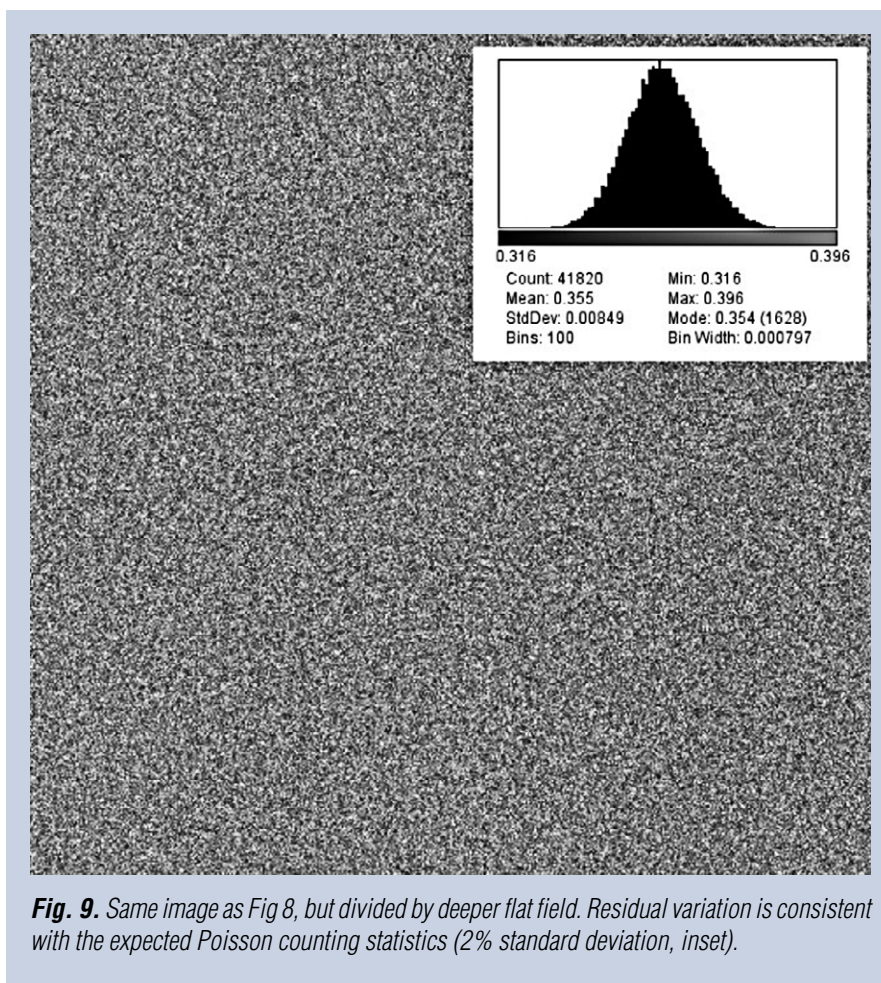 0.316 0.396
Count: 41820 Min: 0.316
Mean: 0.355 Max: 0.396
StdDev: 0.00849 Mode: 0.354 (1628)
Bins: 100 Bin Width: 0.000797
Fig. 9. Same image as Fig 8, but divided by deeper flat field. Residual variation is consistent
with the expected Poisson counting statistics (2% standard deviation, inset).